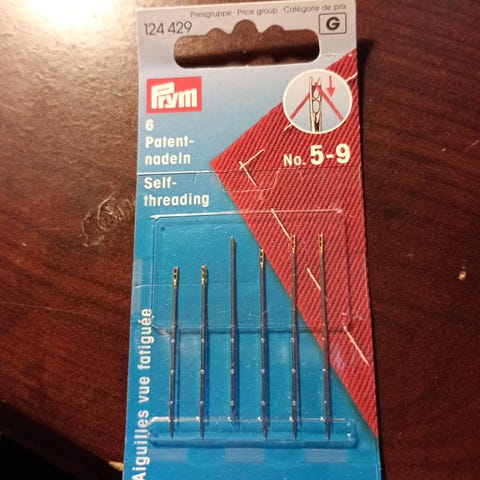 Preisgruppe Price group Catégorie de prix
124 429
G
Prym
6
Patent-
nadeln
No. 5-9
Self-
threading
Aiguilles vue fatiguée